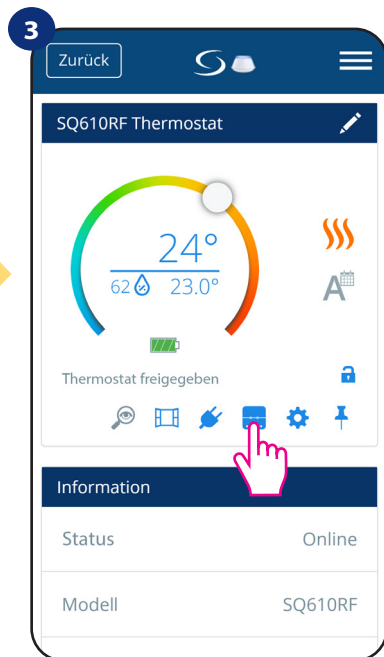 3
Zurück
SQ610RF Thermostat
24°
62 23.0°
A
Thermostat freigegeben
Information
Status Online
Modell SQ610RF